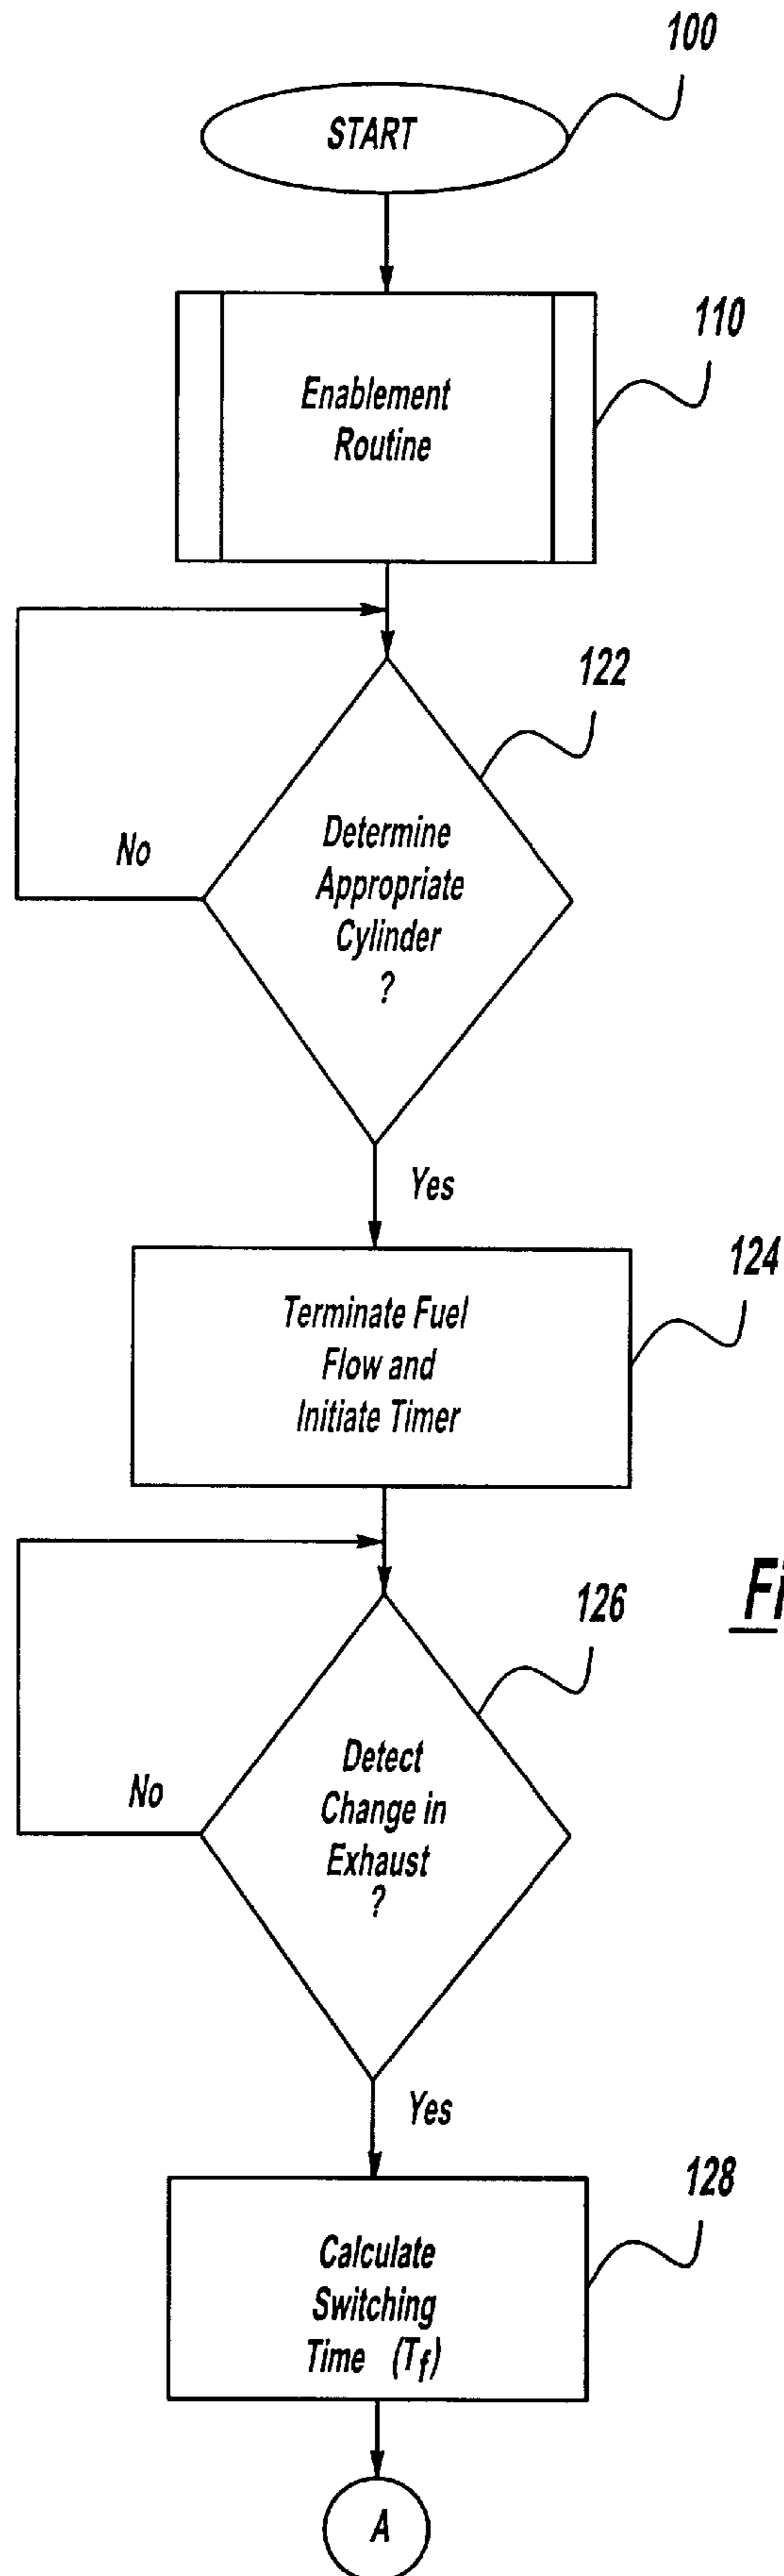 100
START
110
Enablement
Routine
122
Determine
Appropriate
Cylinder
?
No
Yes
124
Terminate Fuel
Flow and
Initiate Timer
126
Detect
Change in
Exhaust
?
No
Yes
128
Calculate
Switching
Time (Tf)
A